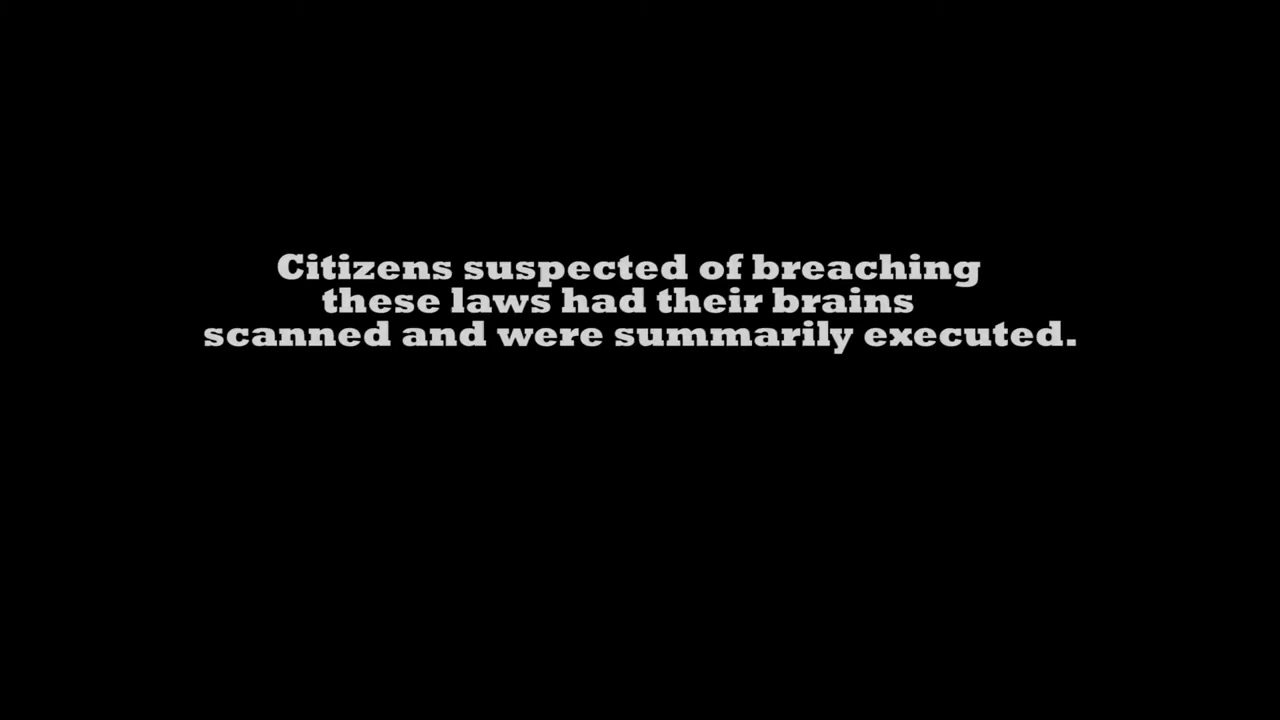 Citizens suspected of breaching
these laws had their brains
scanned and were summarily executed.